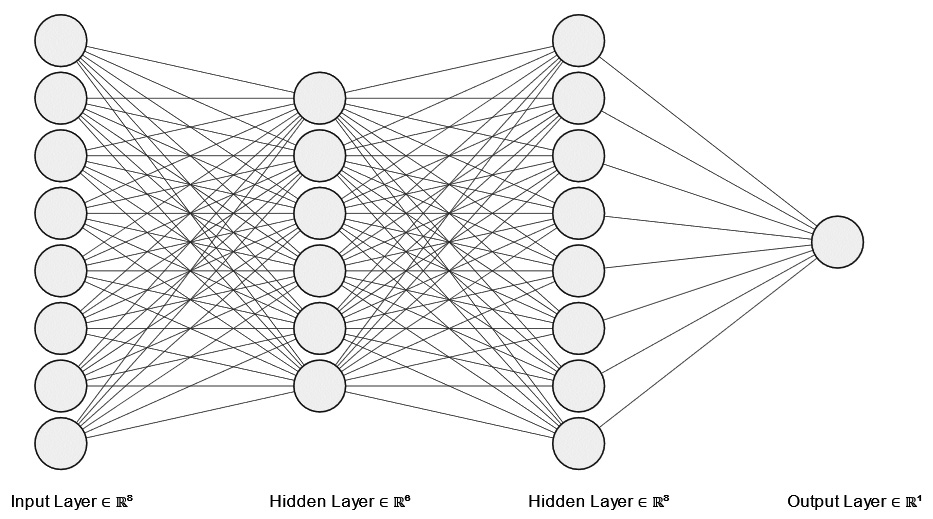 Input Layer ∈ ℝ⁸
Hidden Layer ∈ ℝ⁶
Hidden Layer ∈ ℝ⁸
Output Layer ∈ ℝ¹